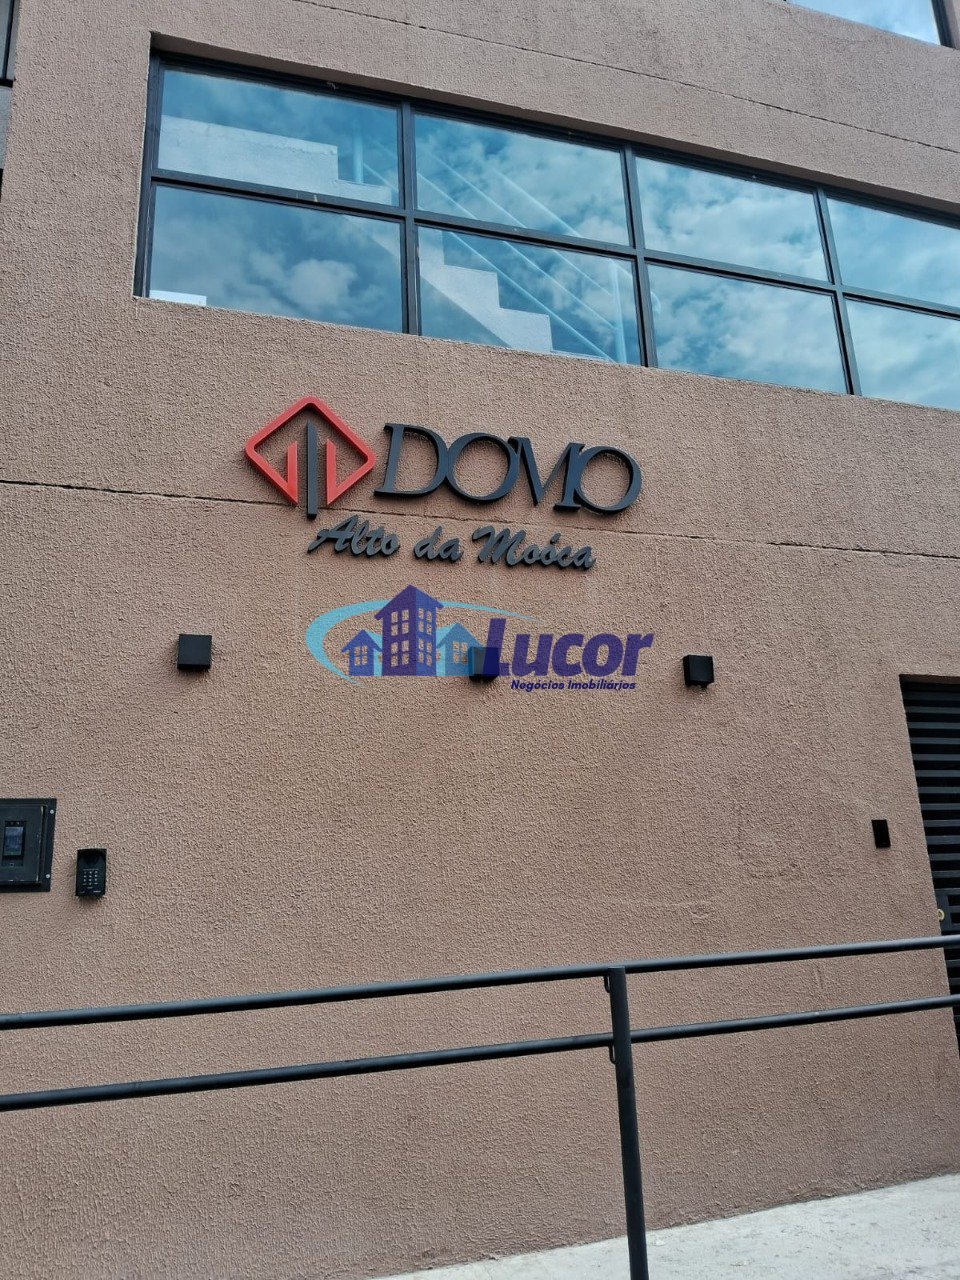 DOMO
Alto da Moóca
Lucor
Negócios Imobiliários